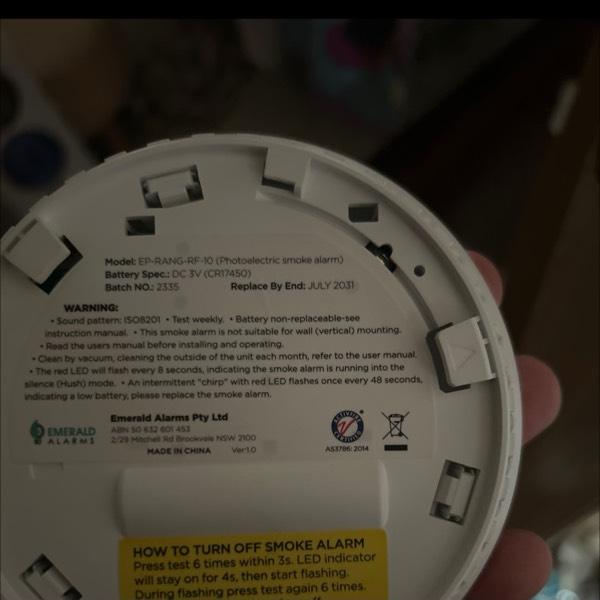 Model: EP-RANG-RF-10 (Photoelectric smoke alarm)
Battery Spec.: DC 3V (CR17450)
Batch NO.: 2335 Replace By End: JULY 2031
WARNING:
• Sound pattern: ISO8201 • Test weekly. • Battery non-replaceable-see
instruction manual. • This smoke alarm is not suitable for wall (vertical) mounting.
• Read the users manual before installing and operating.
• Clean by vacuum, cleaning the outside of the unit each month, refer to the user manual.
• The red LED will flash every 8 seconds, indicating the smoke alarm is running into the
silence (Hush) mode. • An intermittent "chirp" with red LED flashes once every 48 seconds,
indicating a low battery, please replace the smoke alarm.
EMERALD
ALARMS
Emerald Alarms Pty Ltd
ABN 50 632 601 453
2/29 Mitchell Rd Brookvale NSW 2100
MADE IN CHINA Ver1.0
ACTIVFIRE
CERTIFIED
AS3786: 2014
HOW TO TURN OFF SMOKE ALARM
Press test 6 times within 3s. LED indicator
will stay on for 4s, then start flashing.
During flashing press test again 6 times.